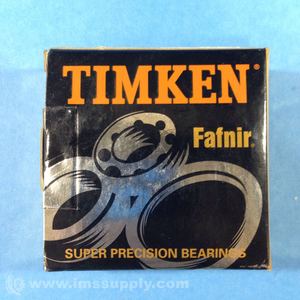 TIMKEN®
Fafnir®
SUPER PRECISION BEARINGS
© www.imssupply.com